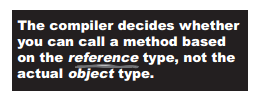 The compiler decides whether
you can call a method based
on the reference type, not the
actual object type.